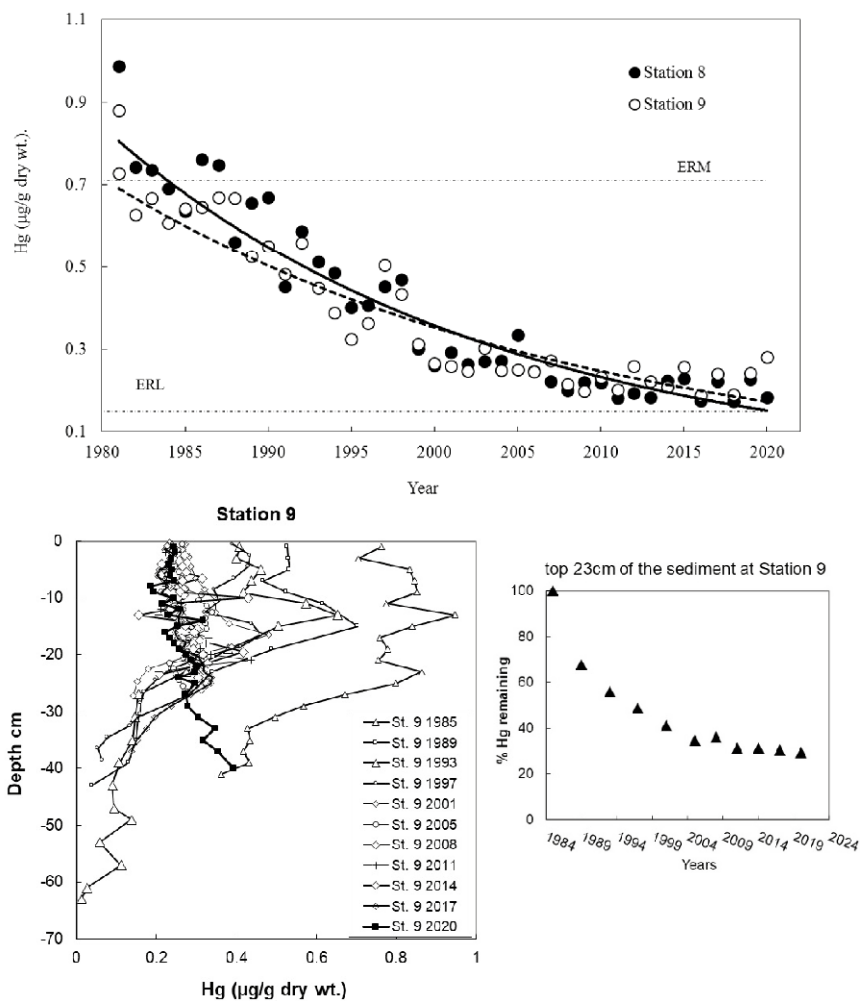 1.1
0.9
0.7
0.5
0.3
0.1
Hg (µg/g dry wt.).
Station 8
Station 9
ERM
ERL
1980 1985 1990 1995 2000 2005 2010 2015 2020
Year
Station 9
0
-10
-20
-30
-40
-50
-60
-70
Depth cm
St. 9 1985
St. 9 1989
St. 9 1993
St. 9 1997
St. 9 2001
St. 9 2005
St. 9 2008
St. 9 2011
St. 9 2014
St. 9 2017
St. 9 2020
0 0.2 0.4 0.6 0.8 1
Hg (µg/g dry wt.)
top 23cm of the sediment at Station 9
100
80
60
40
20
0
% Hg remaining
1984 1989 1994 1999 2004 2009 2014 2019 2024
Years